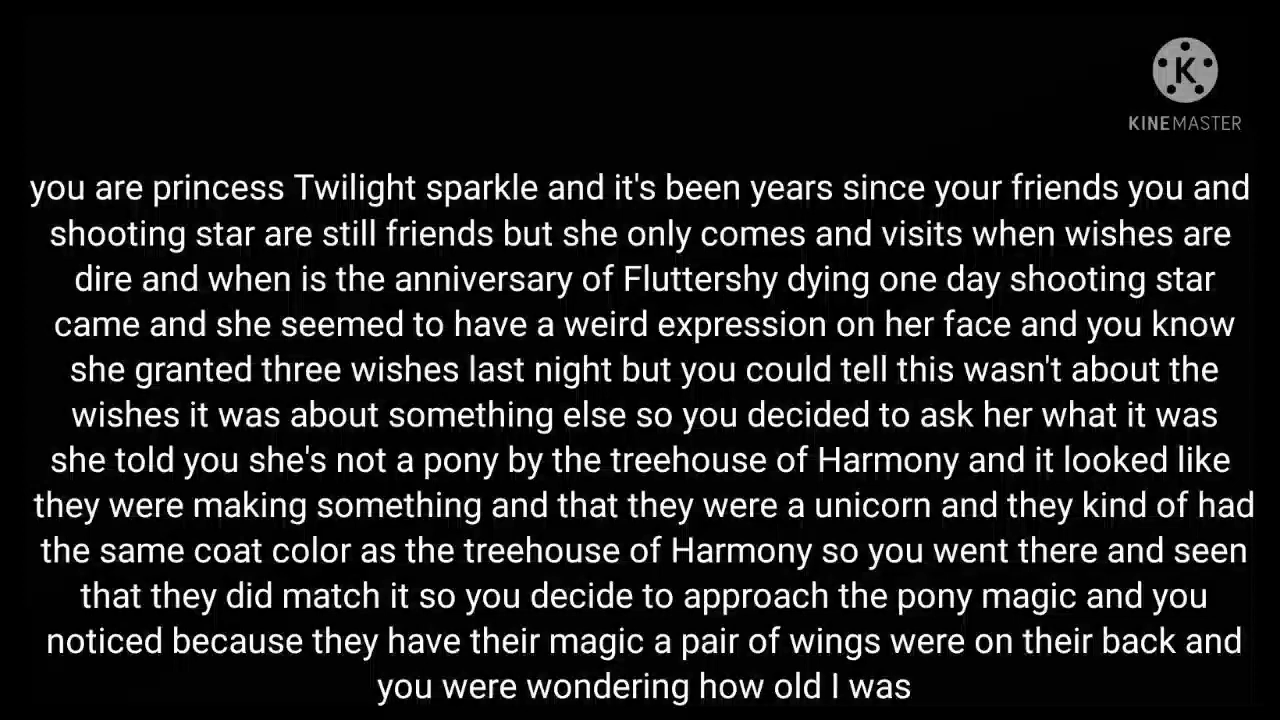 K
KINEMASTER
you are princess Twilight sparkle and it's been years since your friends you and
shooting star are still friends but she only comes and visits when wishes are
dire and when is the anniversary of Fluttershy dying one day shooting star
came and she seemed to have a weird expression on her face and you know
she granted three wishes last night but you could tell this wasn't about the
wishes it was about something else so you decided to ask her what it was
she told you she's not a pony by the treehouse of Harmony and it looked like
they were making something and that they were a unicorn and they kind of had
the same coat color as the treehouse of Harmony so you went there and seen
that they did match it so you decide to approach the pony magic and you
noticed because they have their magic a pair of wings were on their back and
you were wondering how old I was